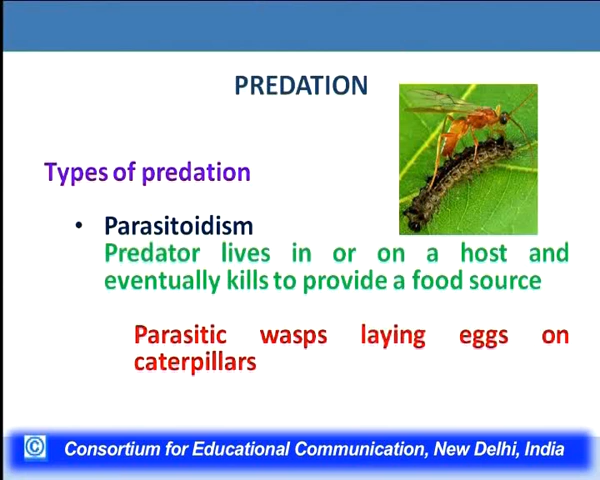 PREDATION
Types of predation
• Parasitoidism
Predator lives in or on a host and
eventually kills to provide a food source
Parasitic wasps laying eggs on
caterpillars
© Consortium for Educational Communication, New Delhi, India